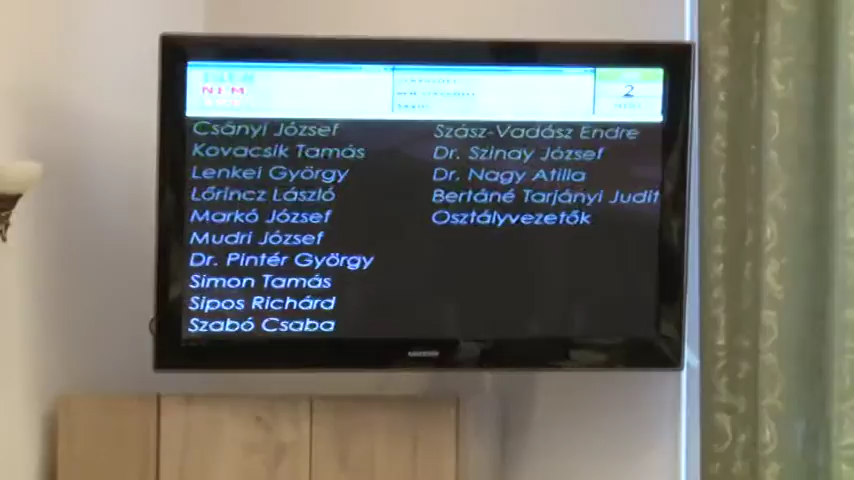 NEM
2
Csányi József
Kovacsik Tamás
Lenkei György
Lőrincz László
Markó József
Mudri József
Dr. Pintér György
Simon Tamás
Sipos Richárd
Szabó Csaba
Szász-Vadász Endre
Dr. Szinay József
Dr. Nagy Atilla
Bertáné Tarjányi Judit
Osztályvezetők